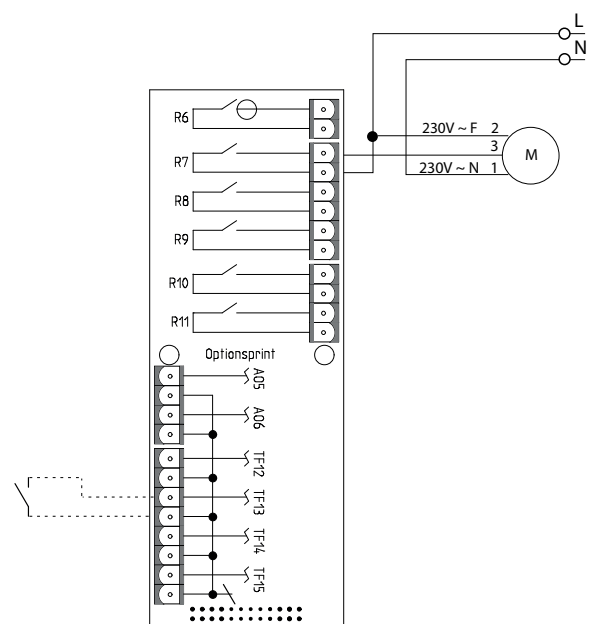 L
N
R6
230V ~ F 2
3
M
R7
230V ~ N 1
R8
R9
R10
R11
Optionsprint
A05
A06
TF12
TF13
TF14
TF15